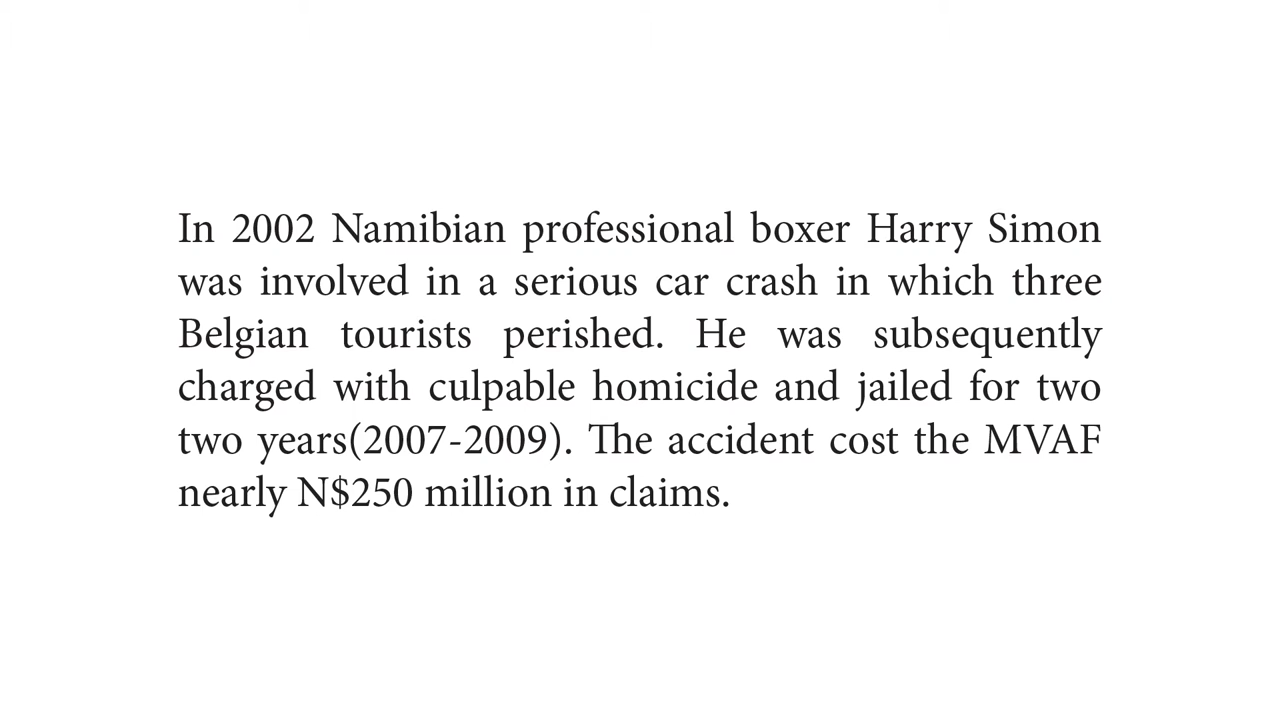 In 2002 Namibian professional boxer Harry Simon
was involved in a serious car crash in which three
Belgian tourists perished. He was subsequently
charged with culpable homicide and jailed for two
two years(2007-2009). The accident cost the MVAF
nearly N$250 million in claims.